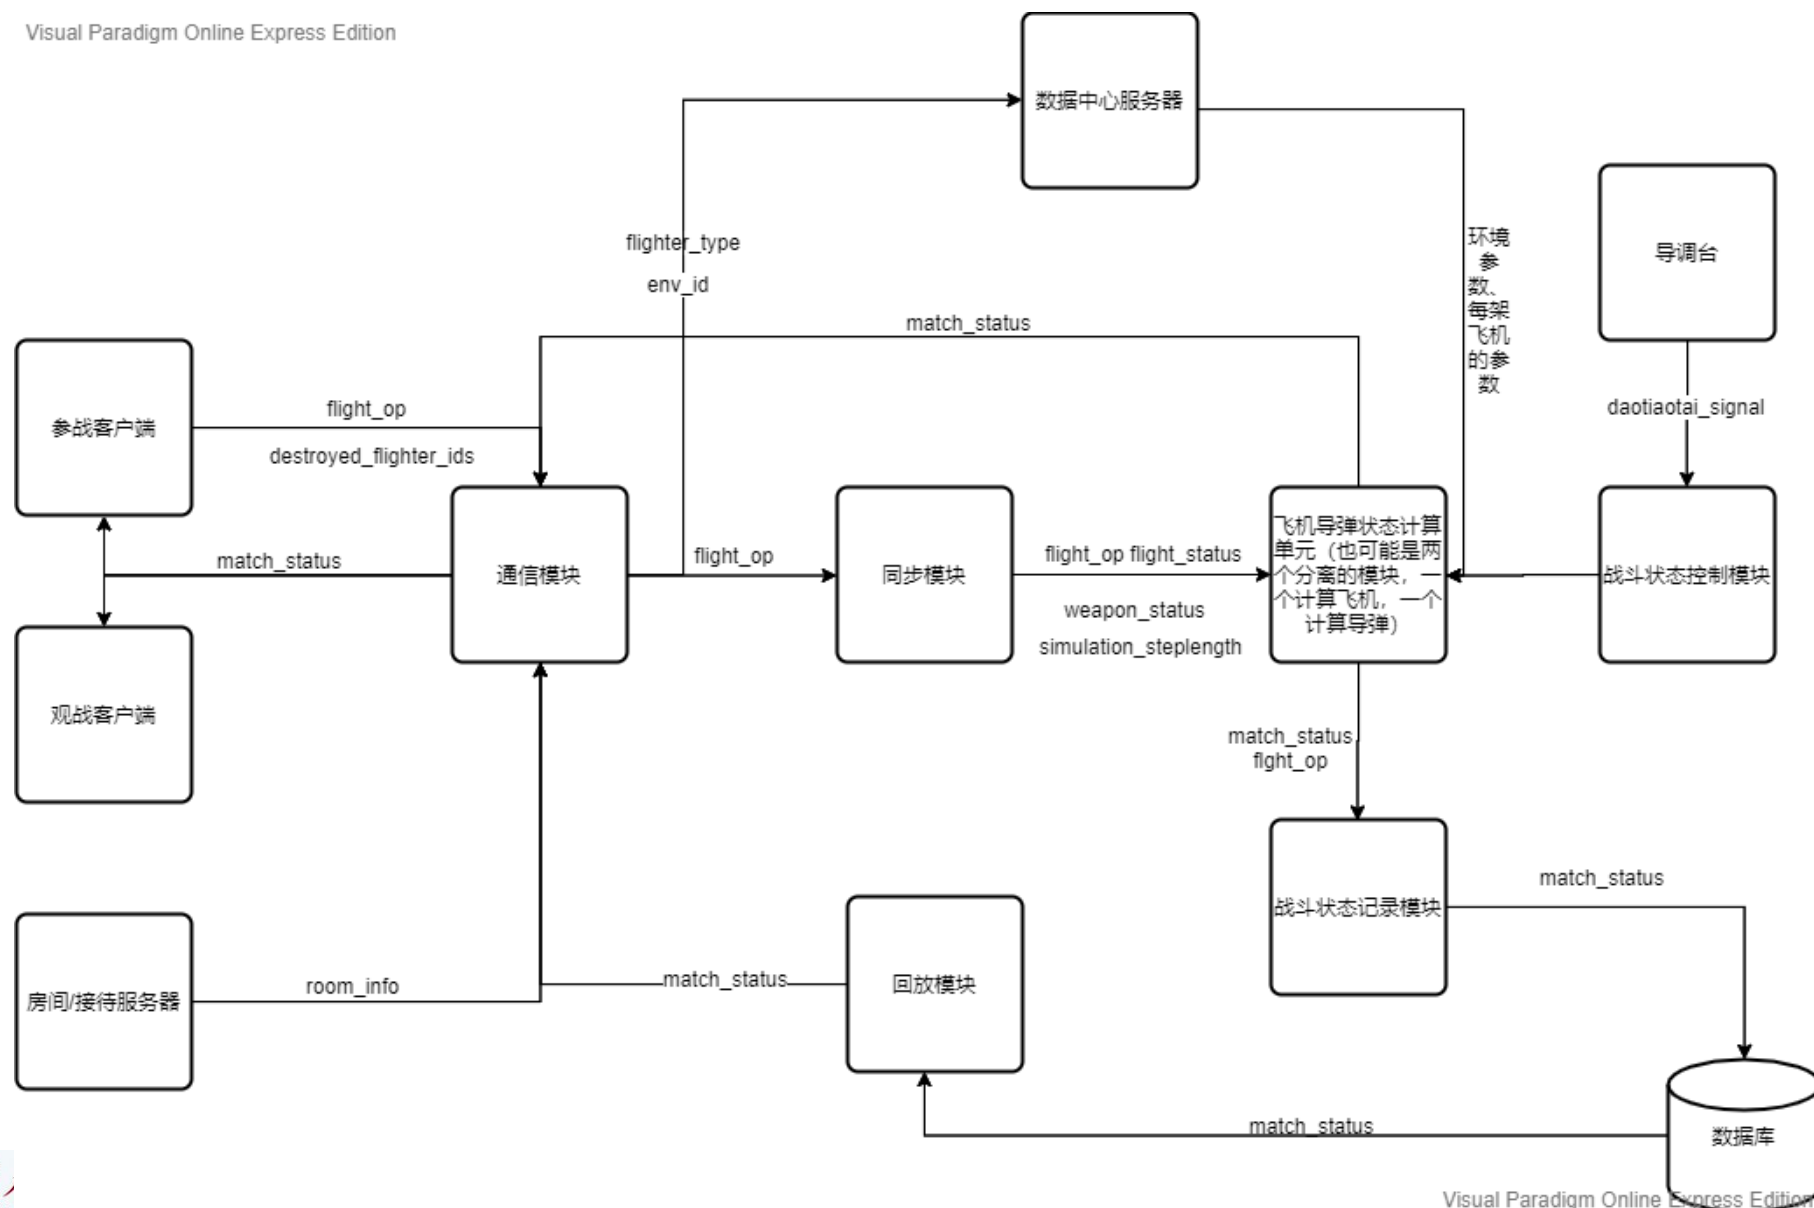 Visual Paradigm Online Express Edition
数据中心服务器
flighter_type
env_id
环境
参
数、
每架
飞机
的参
数
导调台
match_status
daotiaotai_signal
参战客户端
flight_op
destroyed_flighter_ids
match_status
通信模块
flight_op
同步模块
flight_op flight_status
weapon_status
simulation_steplength
飞机导弹状态计算
单元（也可能是两
个分离的模块，一
个计算飞机，一个
计算导弹）
战斗状态控制模块
观战客户端
match_status
flght_op
战斗状态记录模块
match_status
房间/接待服务器
room_info
match_status
回放模块
match_status
数据库
Visual Paradigm Online Express Edition